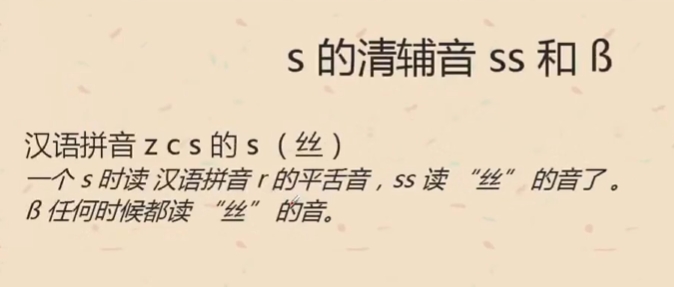 s 的清辅音 ss 和 ß
汉语拼音 z c s 的 s （丝）
一个 s 时读 汉语拼音 r 的平舌音，ss 读 “丝” 的音了 。
ß 任何时候都读 “丝” 的音。